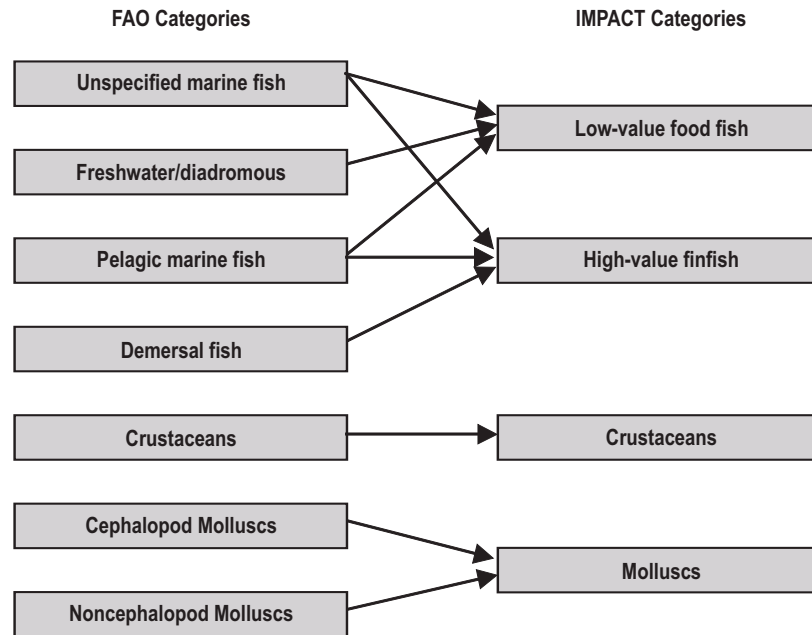 FAO Categories
IMPACT Categories
Unspecified marine fish
Low-value food fish
Freshwater/diadromous
Pelagic marine fish
High-value finfish
Demersal fish
Crustaceans
Crustaceans
Cephalopod Molluscs
Molluscs
Noncephalopod Molluscs